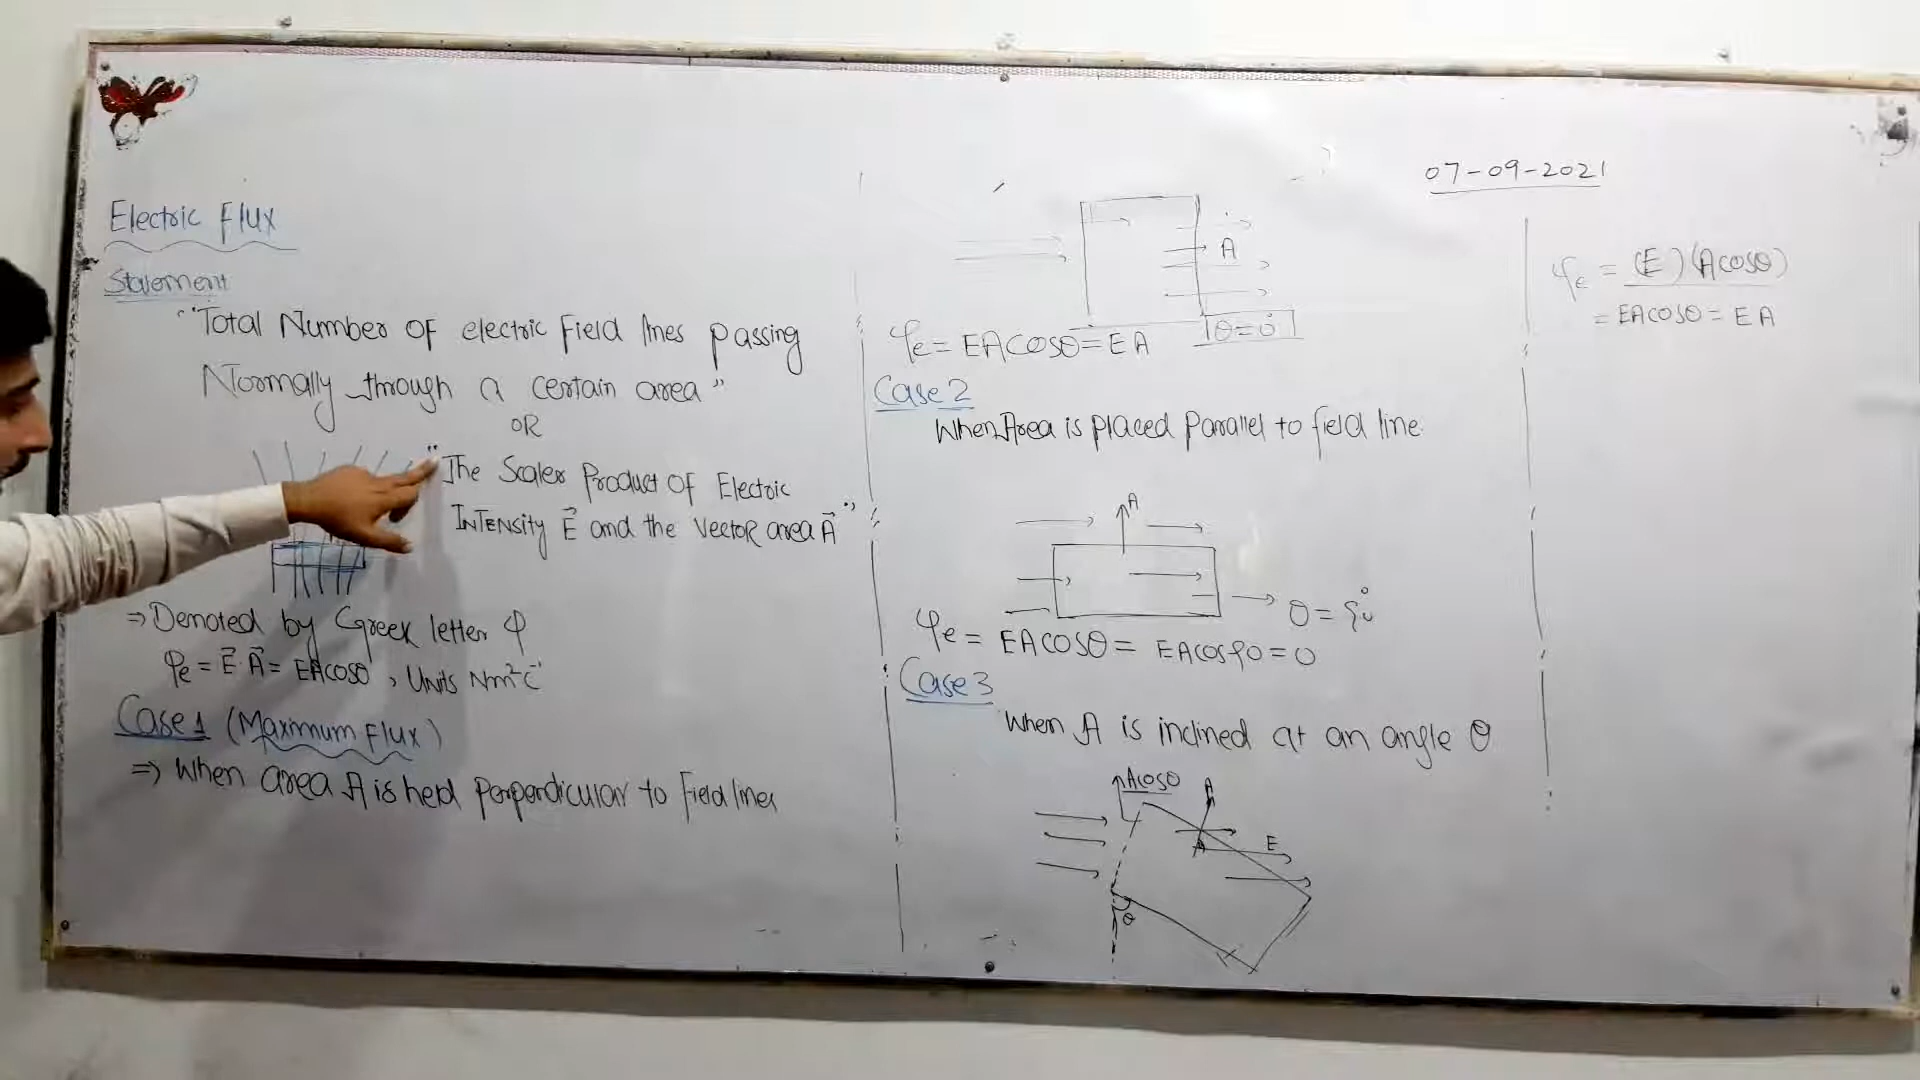 Electric Flux
Statement
"Total Number OF electric Field lines passing
Normally through a certain area"
OR
"The Scaler Product OF Electric
INTENSity E⃗ and the Vector area A⃗"
⇒ Denoted by Greek letter φ
φe = E⃗.A⃗ = EAcosθ, Units Nm²C⁻¹
Case 1 (Maximum Flux)
⇒ When area A is held Perpendicular to Field lines
A
θ=0°
φe = EACOSθ = EA
Case 2
When Area is placed Parallel to field line
A
θ = 90°
φe = EACOSθ = EACOS90 = 0
Case 3
When A is inclined at an angle θ
Acosθ
A
E
θ
07-09-2021
φe = (E)(Acosθ)
= EACOSθ = EA